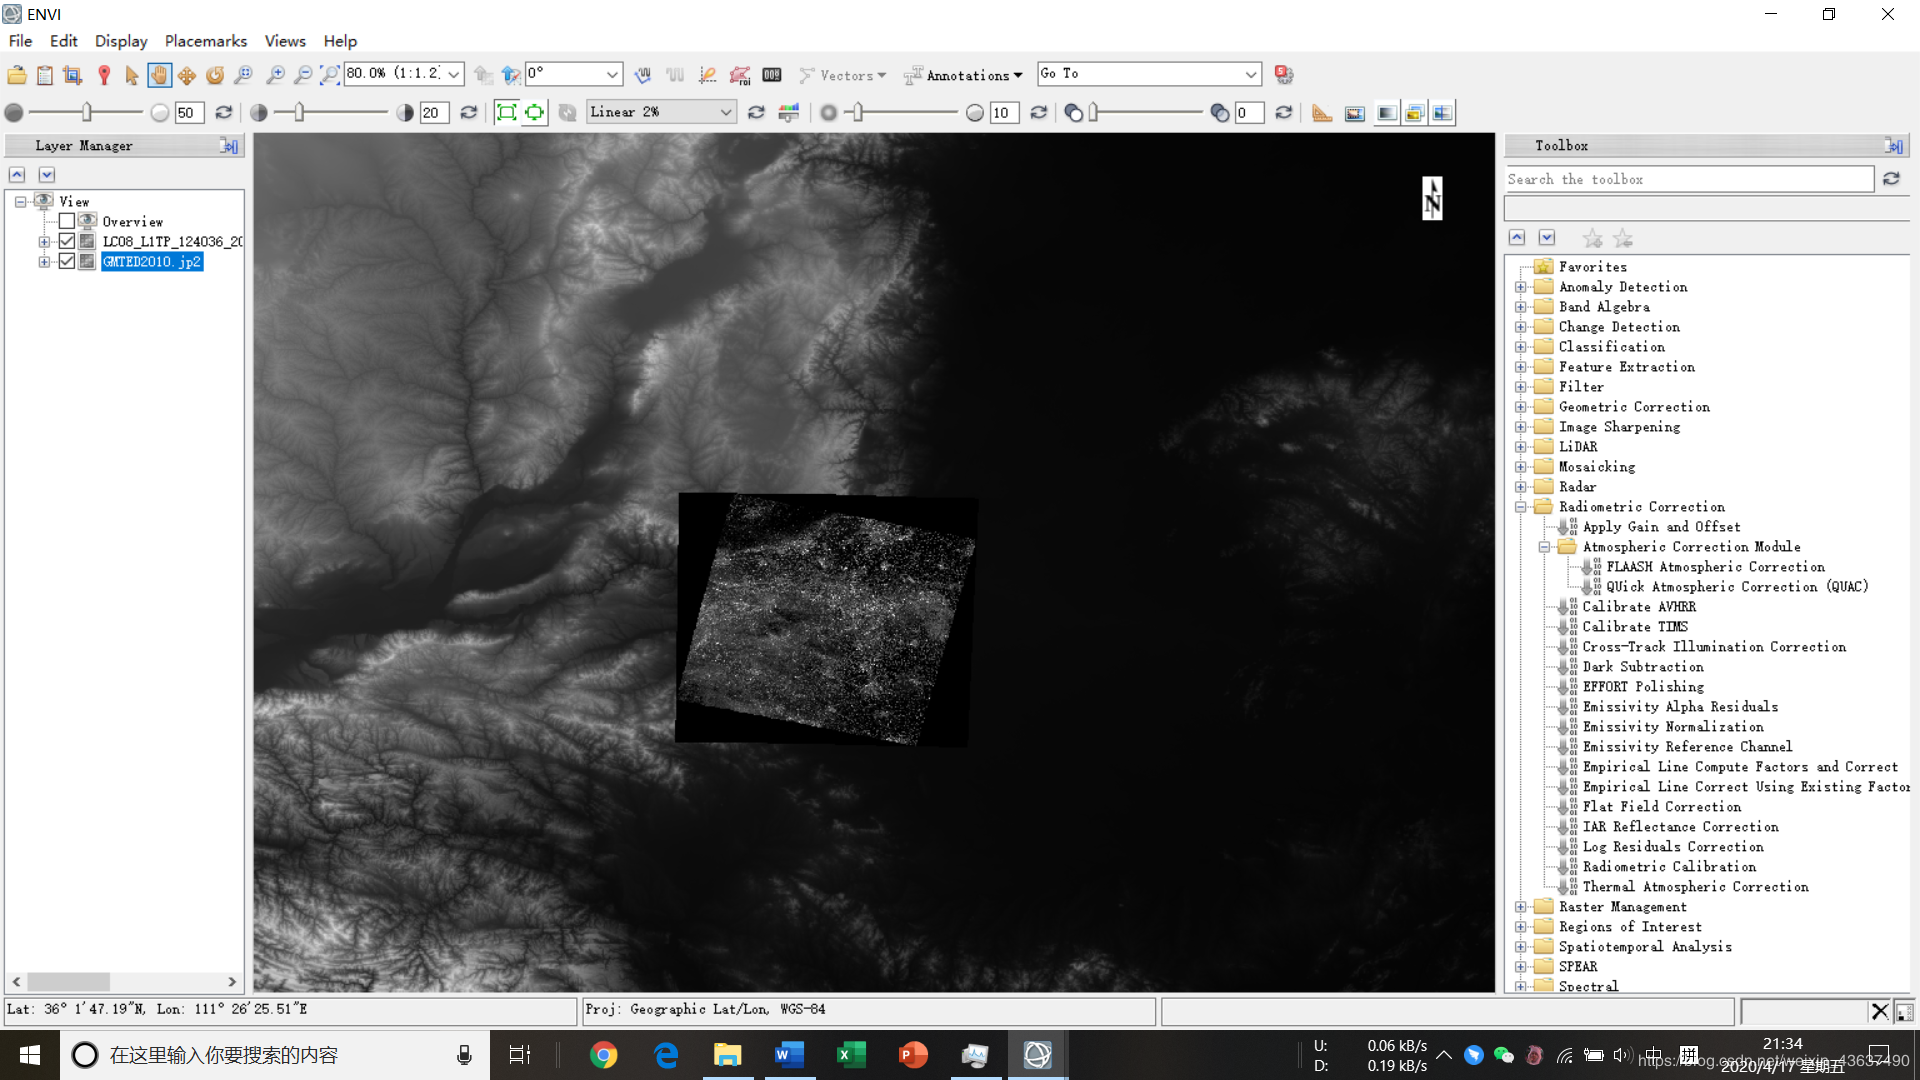 ENVI
File Edit Display Placemarks Views Help
80.0% (1:1.2] 0° roi Vectors Annotations Go To
50 20 Linear 2% 10 0
Layer Manager
View
Overview
LC08_L1TP_124036_20
GMTED2010.jp2
N
Toolbox
Search the toolbox
Favorites
Anomaly Detection
Band Algebra
Change Detection
Classification
Feature Extraction
Filter
Geometric Correction
Image Sharpening
LiDAR
Mosaicking
Radar
Radiometric Correction
Apply Gain and Offset
Atmospheric Correction Module
FLAASH Atmospheric Correction
QUick Atmospheric Correction (QUAC)
Calibrate AVHRR
Calibrate TIMS
Cross-Track Illumination Correction
Dark Subtraction
EFFORT Polishing
Emissivity Alpha Residuals
Emissivity Normalization
Emissivity Reference Channel
Empirical Line Compute Factors and Correct
Empirical Line Correct Using Existing Factor
Flat Field Correction
IAR Reflectance Correction
Log Residuals Correction
Radiometric Calibration
Thermal Atmospheric Correction
Raster Management
Regions of Interest
Spatiotemporal Analysis
SPEAR
Spectral
Lat: 36° 1'47.19"N, Lon: 111° 26'25.51"E
Proj: Geographic Lat/Lon, WGS-84
在这里输入你要搜索的内容
U: 0.06 kB/s
D: 0.19 kB/s
中 拼
21:34
2020/4/17 星期五
https://blog.csdn.net/weixin_43637490